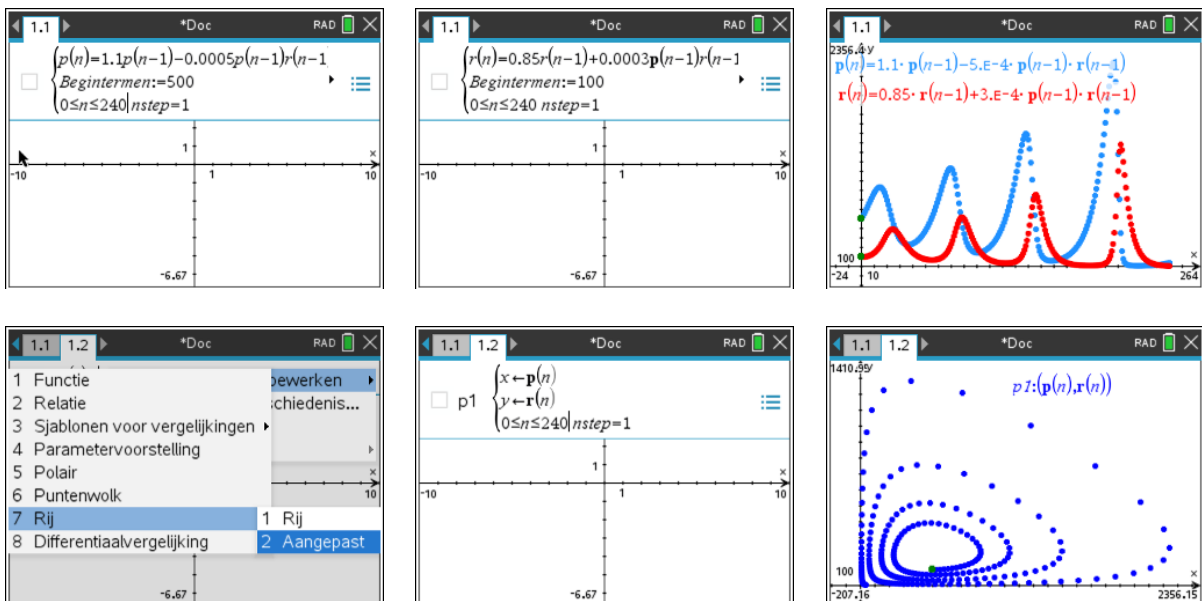 1.1 *Doc RAD
p(n)=1.1p(n−1)−0.0005p(n−1)r(n−1
Begintermen:=500
0≤n≤240 nstep=1
1
x
-10 1 10
-6.67
1.1 *Doc RAD
r(n)=0.85r(n−1)+0.0003p(n−1)r(n−1
Begintermen:=100
0≤n≤240 nstep=1
1
x
-10 1 10
-6.67
1.1 *Doc RAD
2356.4 y
p(n)=1.1·p(n−1)−5.E-4·p(n−1)·r(n−1)
r(n)=0.85·r(n−1)+3.E-4·p(n−1)·r(n−1)
100 x
-24 10 264
1.1 1.2 *Doc RAD
1 Functie bewerken
2 Relatie schiedenis...
3 Sjablonen voor vergelijkingen
4 Parametervoorstelling
5 Polair x
6 Puntenwolk 10
7 Rij 1 Rij
8 Differentiaalvergelijking 2 Aangepast
-6.67
1.1 1.2 *Doc RAD
x←p(n)
p1 y←r(n)
0≤n≤240 nstep=1
1
x
-10 1 10
-6.67
1.1 1.2 *Doc RAD
1410.95 y
p1:(p(n),r(n))
100 x
-207.16 2356.15